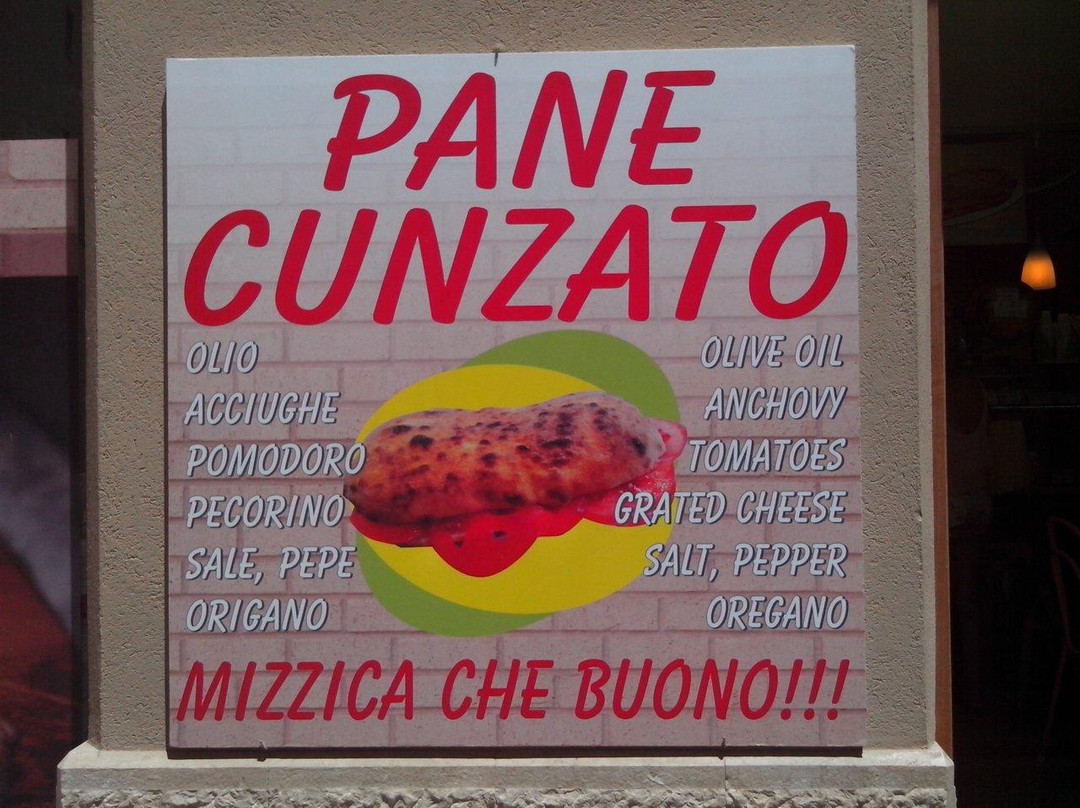 PANE
CUNZATO
OLIO
ACCIUGHE
POMODORO
PECORINO
SALE, PEPE
ORIGANO
OLIVE OIL
ANCHOVY
TOMATOES
GRATED CHEESE
SALT, PEPPER
OREGANO
MIZZICA CHE BUONO!!!